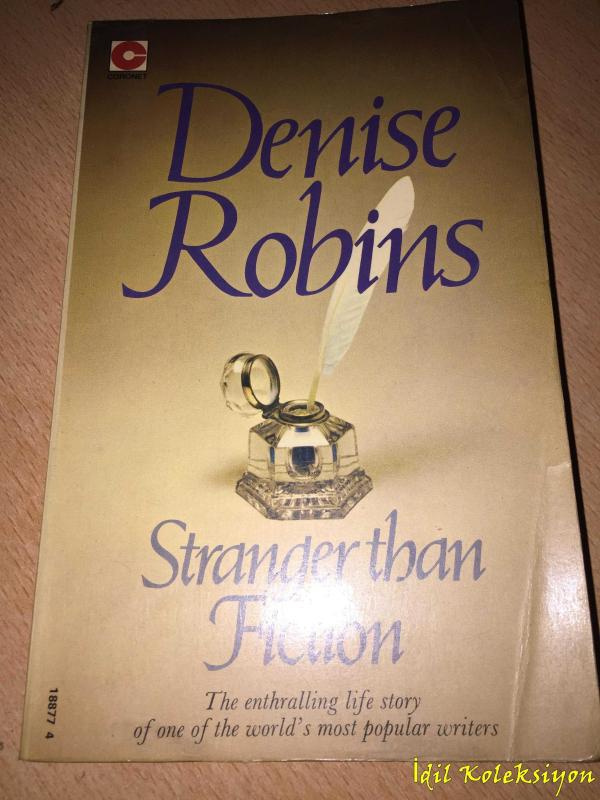 CORONET
Denise
Robins
Stranger than
Fiction
The enthralling life story
of one of the world's most popular writers
18877 4
İdil Koleksiyon